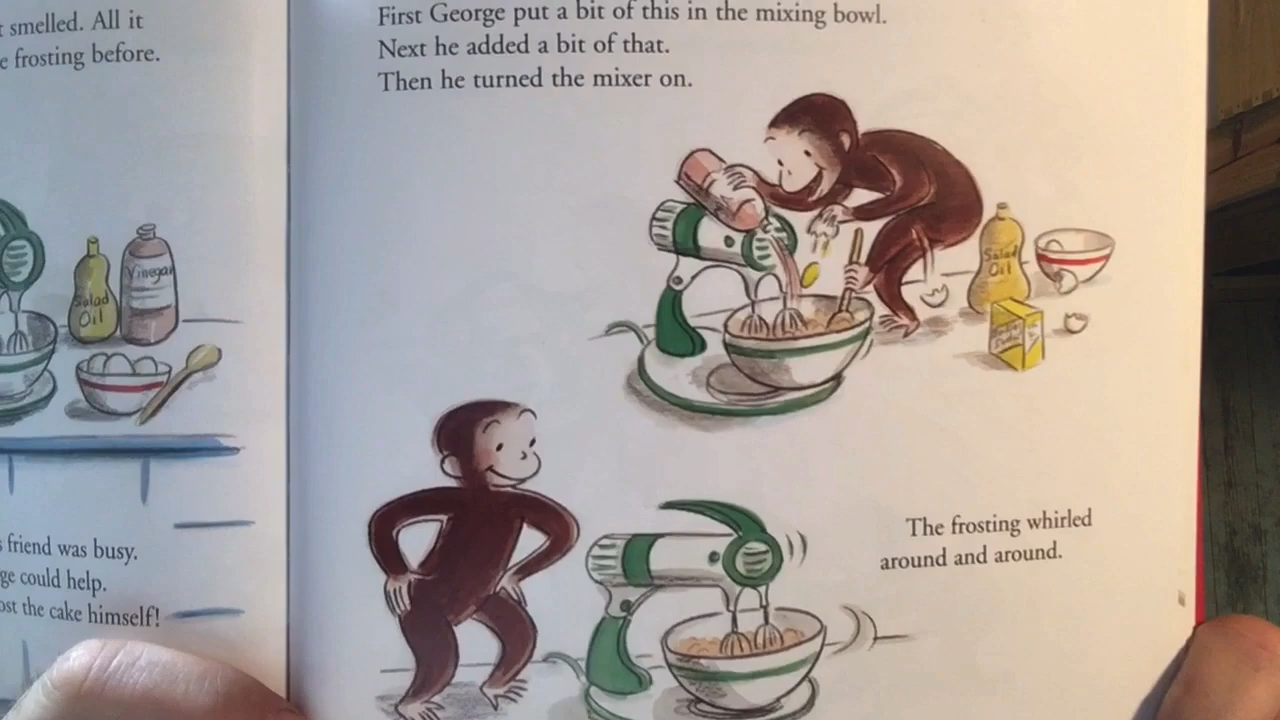 smelled. All it
frosting before.
Vinegar
Salad
Oil
friend was busy.
could help.
the cake himself!
First George put a bit of this in the mixing bowl.
Next he added a bit of that.
Then he turned the mixer on.
Salad
Oil
The frosting whirled
around and around.